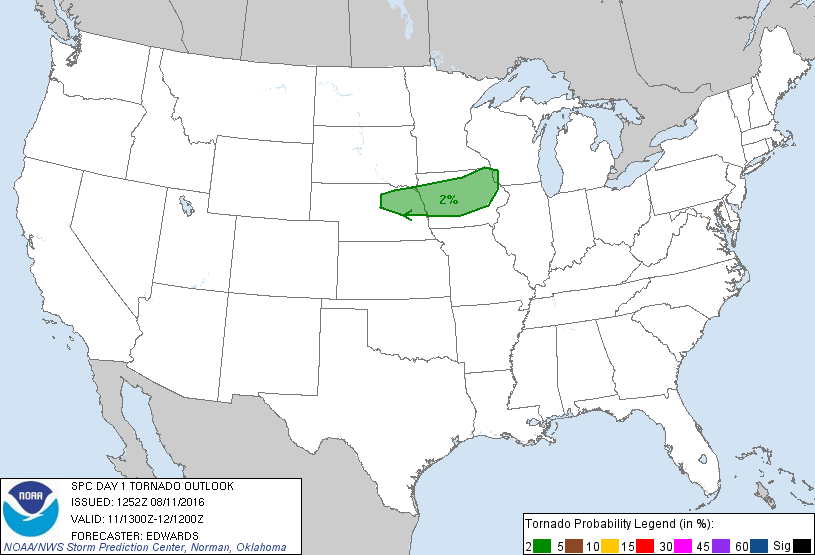 2%
NOAA
SPC DAY 1 TORNADO OUTLOOK
ISSUED: 1252Z 08/11/2016
VALID: 11/1300Z-12/1200Z
FORECASTER: EDWARDS
NOAA/NWS Storm Prediction Center, Norman, Oklahoma
Tornado Probability Legend (in %):
2 5 10 15 30 45 60 Sig